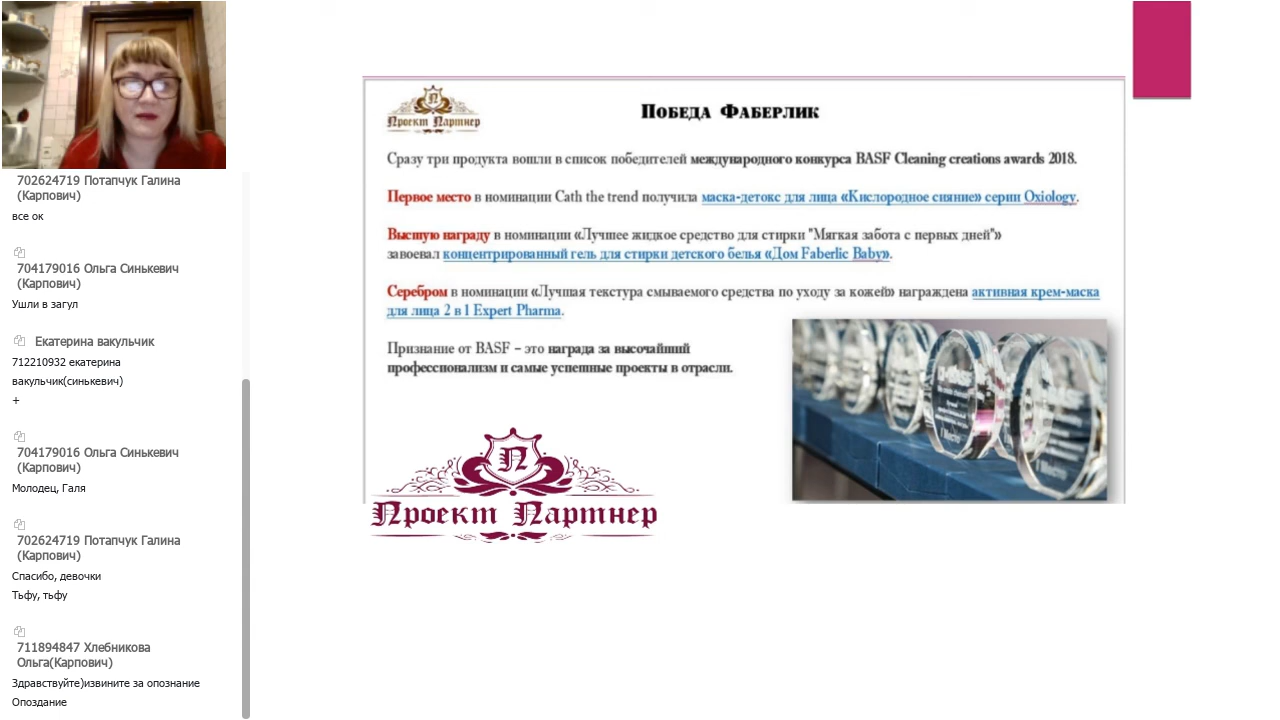 702624719 Потапчук Галина
(Карпович)
все ок
704179016 Ольга Синькевич
(Карпович)
Ушли в загул
Екатерина вакульчик
712210932 екатерина
вакульчик(синькевич)
+
704179016 Ольга Синькевич
(Карпович)
Молодец, Галя
702624719 Потапчук Галина
(Карпович)
Спасибо, девочки
Тьфу, тьфу
711894847 Хлебникова
Ольга(Карпович)
Здравствуйте)извините за опознание
Опоздание
П
Проект Партнер
Победа Фаберлик
Сразу три продукта вошли в список победителей международного конкурса BASF Cleaning creations awards 2018.
Первое место в номинации Cath the trend получила маска-детокс для лица «Кислородное сияние» серии Oxiology.
Высшую награду в номинации «Лучшее жидкое средство для стирки "Мягкая забота с первых дней"»
завоевал концентрированный гель для стирки детского белья «Дом Faberlic Baby».
Серебром в номинации «Лучшая текстура смываемого средства по уходу за кожей» награждена активная крем-маска
для лица 2 в 1 Expert Pharma.
Признание от BASF – это награда за высочайший
профессионализм и самые успешные проекты в отрасли.
I Место
П
Проект Партнер